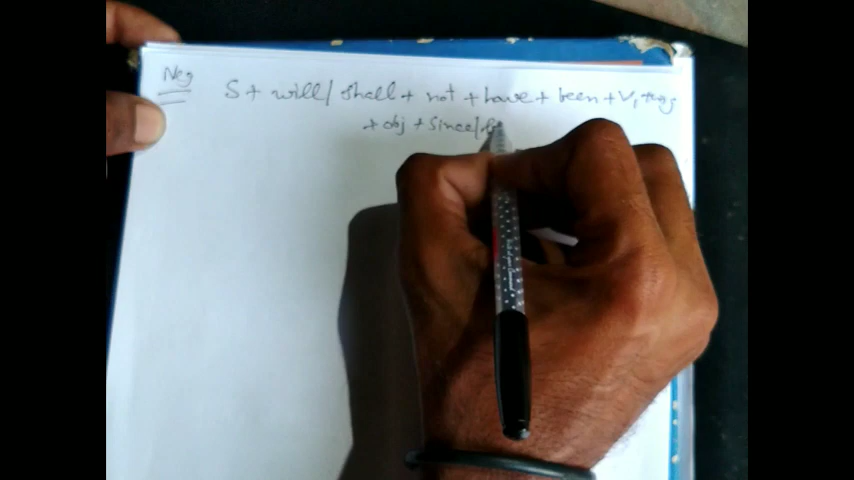 Neg
S + will/ shall + not + have + been + V₁ + ing
+ obj + Since/